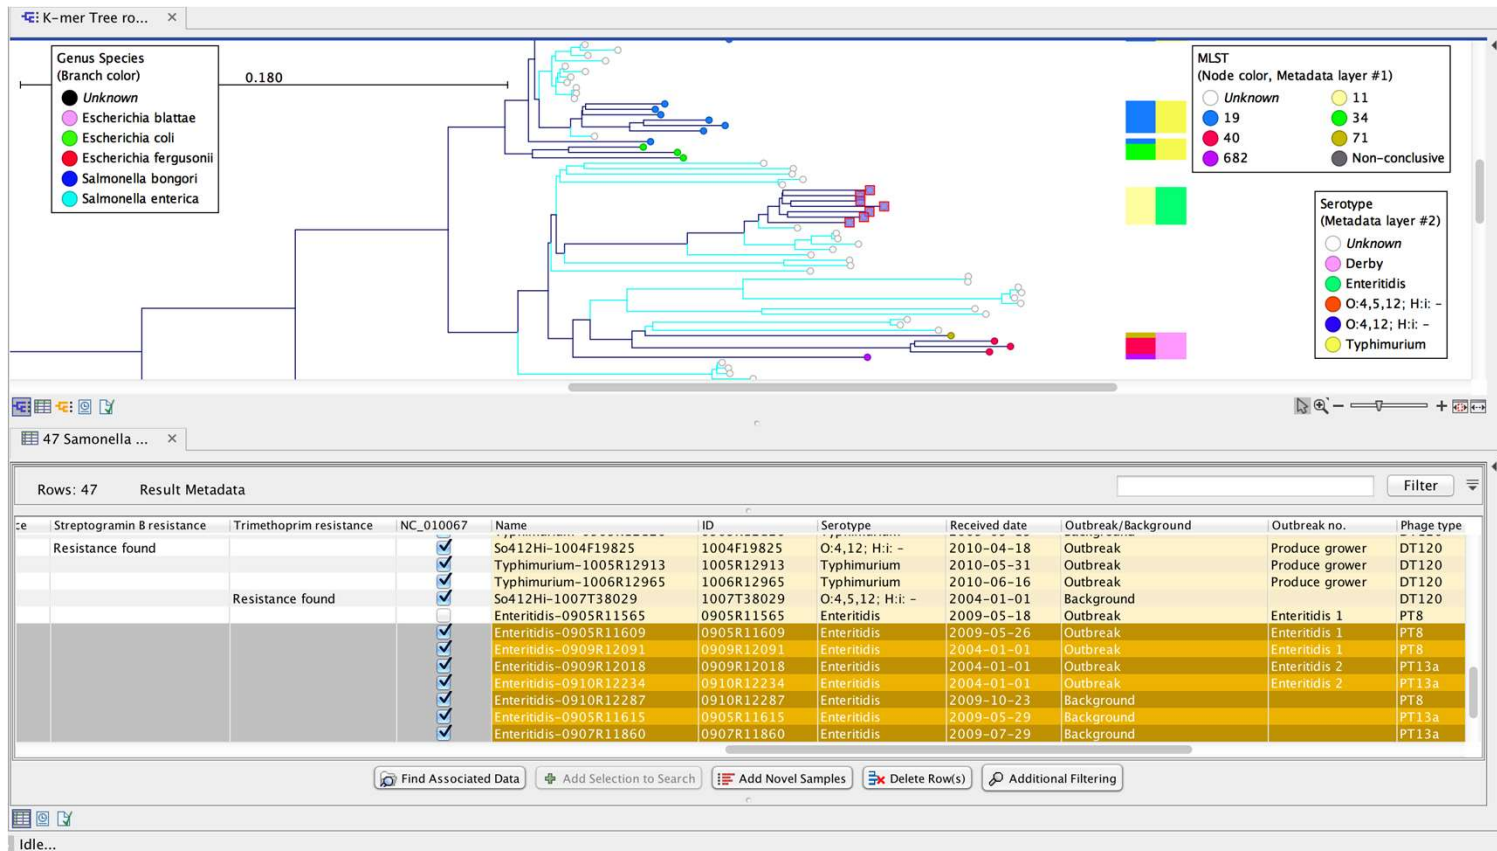 K-mer Tree ro... ×
Genus Species
(Branch color)
Unknown
Escherichia blattae
Escherichia coli
Escherichia fergusonii
Salmonella bongori
Salmonella enterica
0.180
MLST
(Node color, Metadata layer #1)
Unknown 11
19 34
40 71
682 Non-conclusive
Serotype
(Metadata layer #2)
Unknown
Derby
Enteritidis
O:4,5,12; H:i: -
O:4,12; H:i: -
Typhimurium
47 Samonella ... ×
Rows: 47 Result Metadata Filter
Streptogramin B resistance Trimethoprim resistance NC_010067 Name ID Serotype Received date Outbreak/Background Outbreak no. Phage type
Resistance found So412Hi-1004F19825 1004F19825 O:4,12; H:i: - 2010-04-18 Outbreak Produce grower DT120
Typhimurium-1005R12913 1005R12913 Typhimurium 2010-05-31 Outbreak Produce grower DT120
Typhimurium-1006R12965 1006R12965 Typhimurium 2010-06-16 Outbreak Produce grower DT120
Resistance found So412Hi-1007T38029 1007T38029 O:4,5,12; H:i: - 2004-01-01 Background DT120
Enteritidis-0905R11565 0905R11565 Enteritidis 2009-05-18 Outbreak Enteritidis 1 PT8
Enteritidis-0905R11609 0905R11609 Enteritidis 2009-05-26 Outbreak Enteritidis 1 PT8
Enteritidis-0909R12091 0909R12091 Enteritidis 2004-01-01 Outbreak Enteritidis 1 PT8
Enteritidis-0909R12018 0909R12018 Enteritidis 2004-01-01 Outbreak Enteritidis 2 PT13a
Enteritidis-0910R12234 0910R12234 Enteritidis 2004-01-01 Outbreak Enteritidis 2 PT13a
Enteritidis-0910R12287 0910R12287 Enteritidis 2009-10-23 Background PT8
Enteritidis-0905R11615 0905R11615 Enteritidis 2009-05-29 Background PT13a
Enteritidis-0907R11860 0907R11860 Enteritidis 2009-07-29 Background PT13a
Find Associated Data Add Selection to Search Add Novel Samples Delete Row(s) Additional Filtering
Idle...